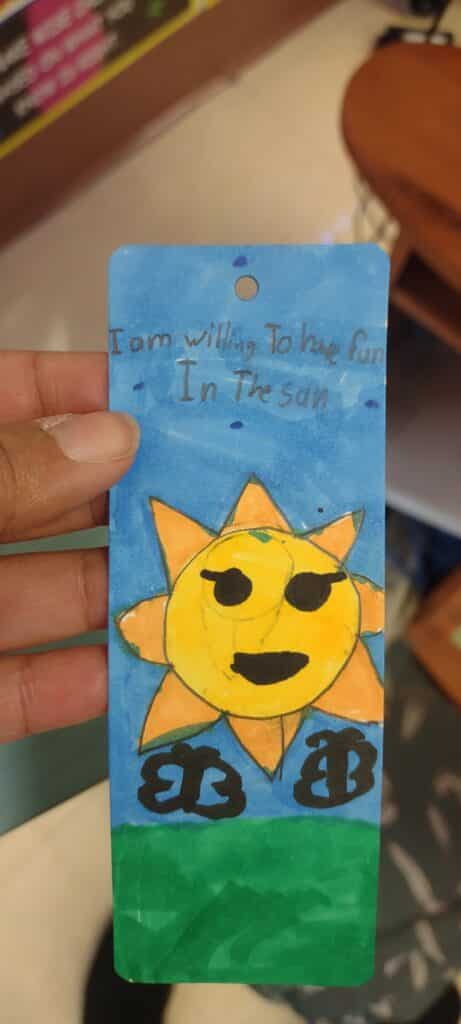 I am willing To have fun
In The sun